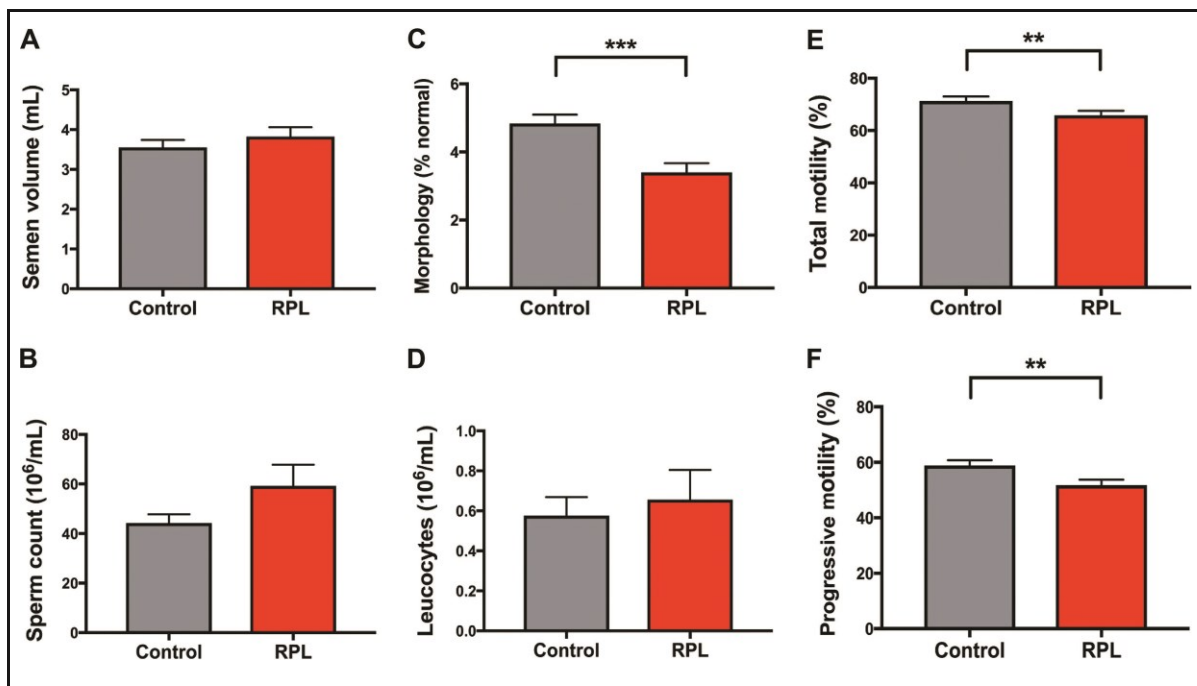 A
Semen volume (mL)
5
4
3
2
1
0
Control RPL
B
Sperm count (10⁶/mL)
80
60
40
20
0
Control RPL
C
***
Morphology (% normal)
6
4
2
0
Control RPL
D
Leucocytes (10⁶/mL)
1.0
0.8
0.6
0.4
0.2
0.0
Control RPL
E
**
Total motility (%)
80
60
40
20
0
Control RPL
F
**
Progressive motility (%)
80
60
40
20
0
Control RPL